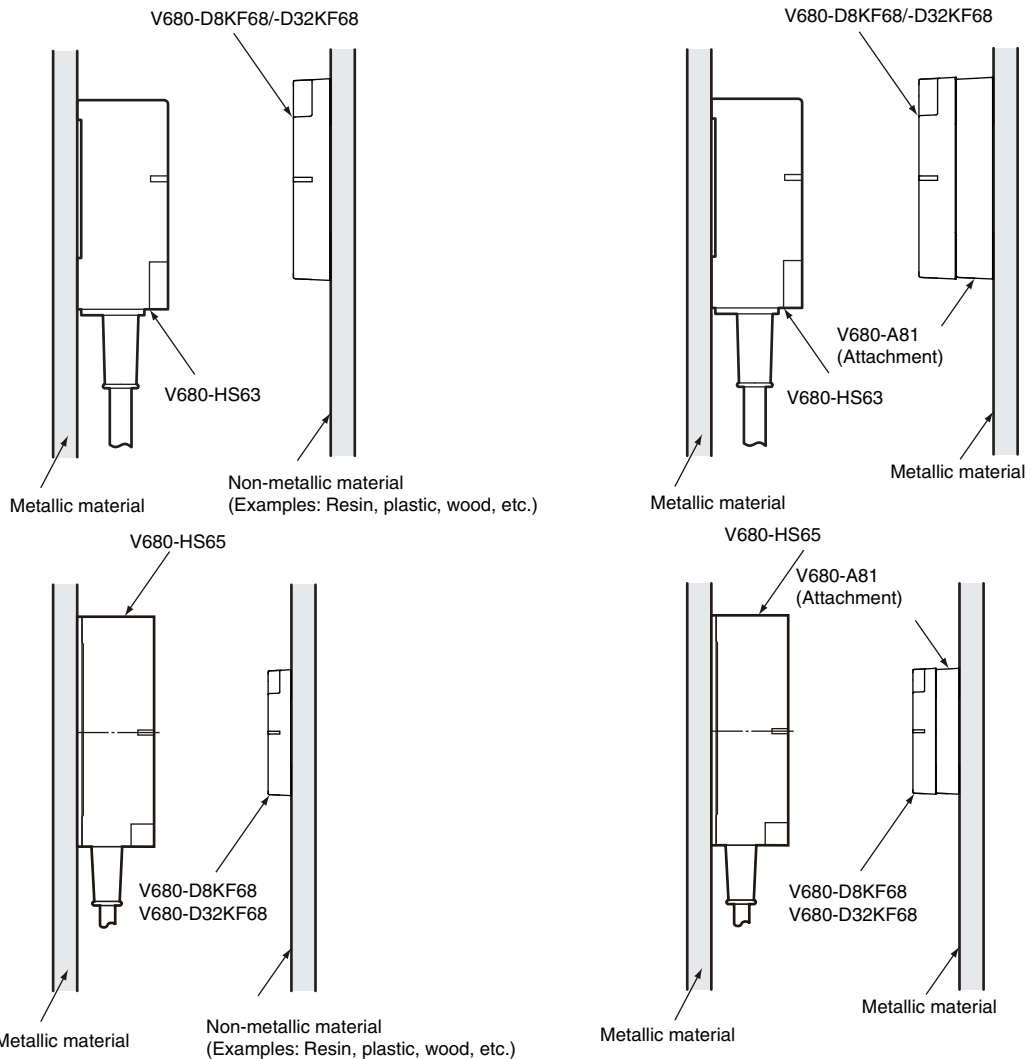 V680-D8KF68/-D32KF68
V680-HS63
Metallic material
Non-metallic material
(Examples: Resin, plastic, wood, etc.)
V680-D8KF68/-D32KF68
V680-A81
(Attachment)
V680-HS63
Metallic material
Metallic material
V680-HS65
V680-D8KF68
V680-D32KF68
Metallic material
Non-metallic material
(Examples: Resin, plastic, wood, etc.)
V680-HS65
V680-A81
(Attachment)
V680-D8KF68
V680-D32KF68
Metallic material
Metallic material